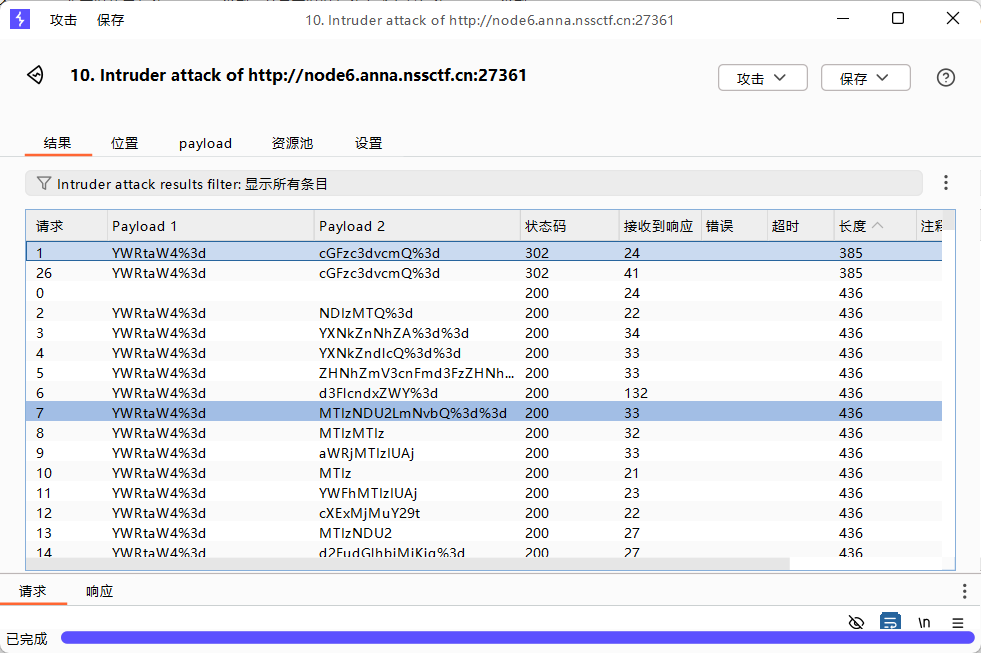 攻击 保存 10. Intruder attack of http://node6.anna.nssctf.cn:27361
10. Intruder attack of http://node6.anna.nssctf.cn:27361 攻击 保存
结果 位置 payload 资源池 设置
Intruder attack results filter: 显示所有条目
请求 Payload 1 Payload 2 状态码 接收到响应 错误 超时 长度 注释
1 YWRtaW4%3d cGFzc3dvcmQ%3d 302 24 385
26 YWRtaW4%3d cGFzc3dvcmQ%3d 302 41 385
0 200 24 436
2 YWRtaW4%3d NDIzMTQ%3d 200 22 436
3 YWRtaW4%3d YXNkZnNhZA%3d%3d 200 34 436
4 YWRtaW4%3d YXNkZndlcQ%3d%3d 200 33 436
5 YWRtaW4%3d ZHNhZmV3cnFmd3FzZHNh... 200 33 436
6 YWRtaW4%3d d3FlcndxZWY%3d 200 132 436
7 YWRtaW4%3d MTIzNDU2LmNvbQ%3d%3d 200 33 436
8 YWRtaW4%3d MTIzMTIz 200 32 436
9 YWRtaW4%3d aWRjMTIzIUAj 200 33 436
10 YWRtaW4%3d MTIz 200 21 436
11 YWRtaW4%3d YWFhMTIzIUAj 200 23 436
12 YWRtaW4%3d cXExMjMuY29t 200 22 436
13 YWRtaW4%3d MTIzNDU2 200 27 436
14 YWRtaW4%3d d2FudGlhbjMjKjg%3d 200 27 436
请求 响应
\n
已完成